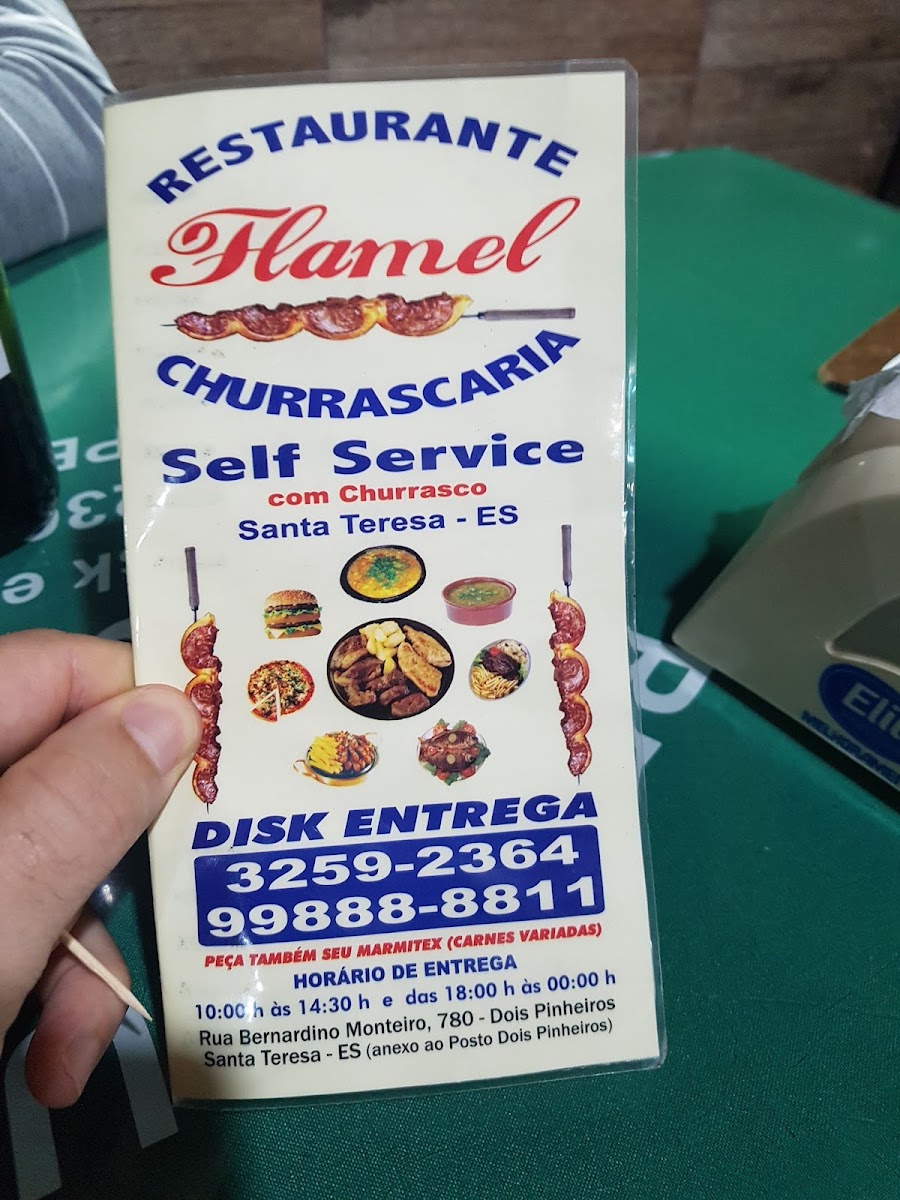 RESTAURANTE
Flamel
CHURRASCARIA
Self Service
com Churrasco
Santa Teresa - ES
DISK ENTREGA
3259-2364
99888-8811
PEÇA TAMBÉM SEU MARMITEX (CARNES VARIADAS)
HORÁRIO DE ENTREGA
10:00 h às 14:30 h e das 18:00 h às 00:00 h
Rua Bernardino Monteiro, 780 - Dois Pinheiros
Santa Teresa - ES (anexo ao Posto Dois Pinheiros)